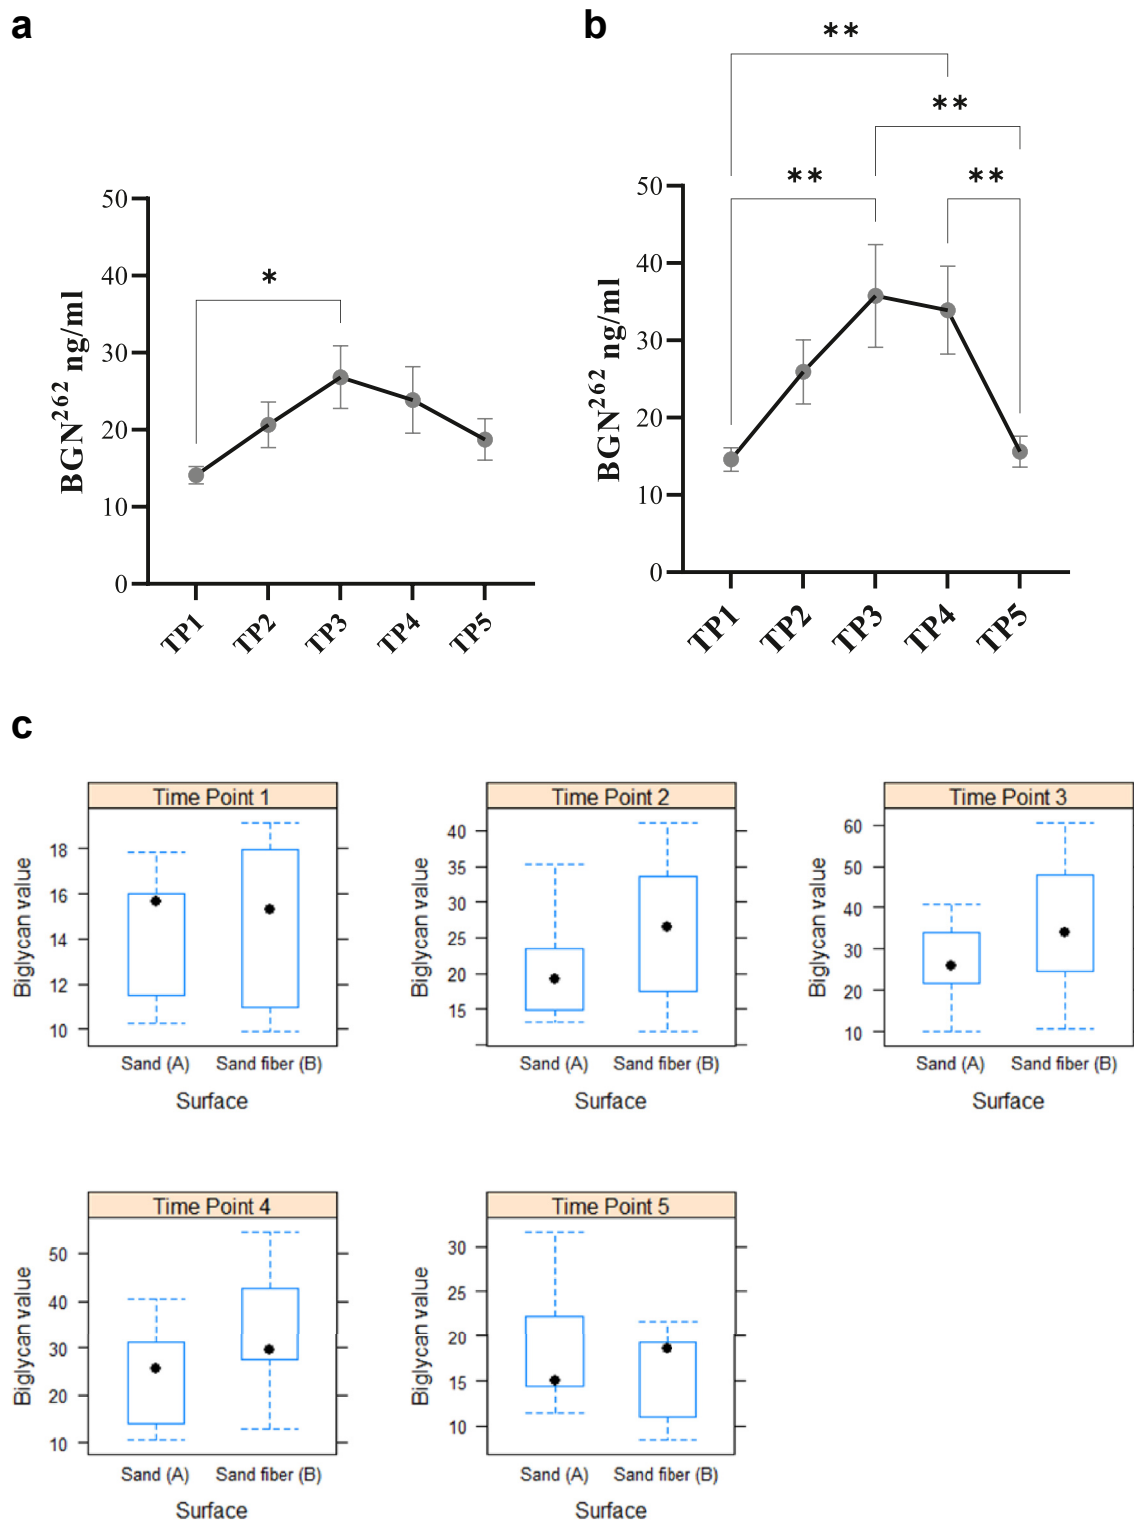 a
50
40
30
20
10
0
BGN²⁶² ng/ml
*
TP1 TP2 TP3 TP4 TP5
b
**
**
** **
50
40
30
20
10
0
BGN²⁶² ng/ml
TP1 TP2 TP3 TP4 TP5
c
Time Point 1
18
16
14
12
10
Biglycan value
Sand (A) Sand fiber (B)
Surface
Time Point 2
40
35
30
25
20
15
Biglycan value
Sand (A) Sand fiber (B)
Surface
Time Point 3
60
50
40
30
20
10
Biglycan value
Sand (A) Sand fiber (B)
Surface
Time Point 4
50
40
30
20
10
Biglycan value
Sand (A) Sand fiber (B)
Surface
Time Point 5
30
25
20
15
10
Biglycan value
Sand (A) Sand fiber (B)
Surface